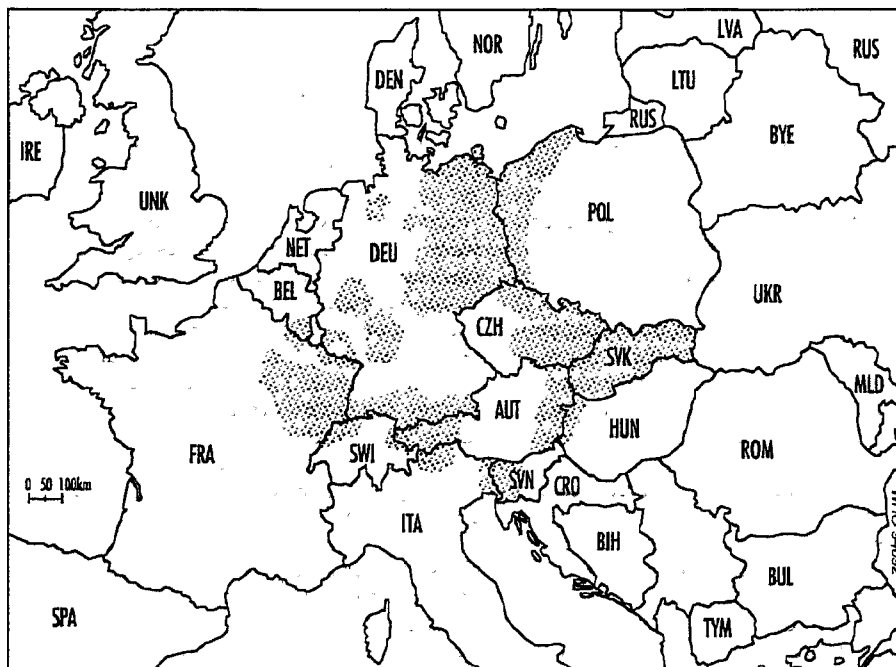 NOR
LVA
RUS
DEN
LTU
RUS
BYE
IRE
UNK
POL
NET
DEU
BEL
UKR
CZH
SVK
MLD
AUT
HUN
FRA
SWI
ROM
SVN
CRO
0 50 100km
ITA
BIH
BUL
SPA
TYM